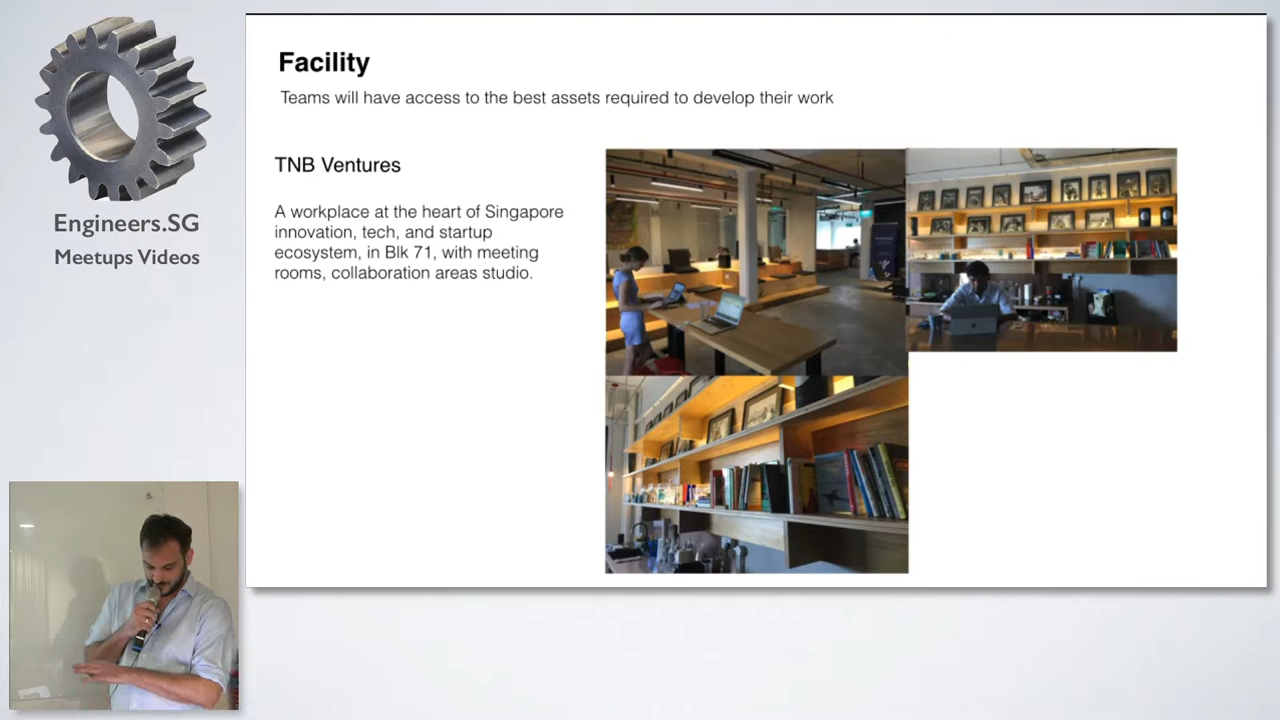 Engineers.SG
Meetups Videos
Facility
Teams will have access to the best assets required to develop their work
TNB Ventures
A workplace at the heart of Singapore
innovation, tech, and startup
ecosystem, in Blk 71, with meeting
rooms, collaboration areas studio.